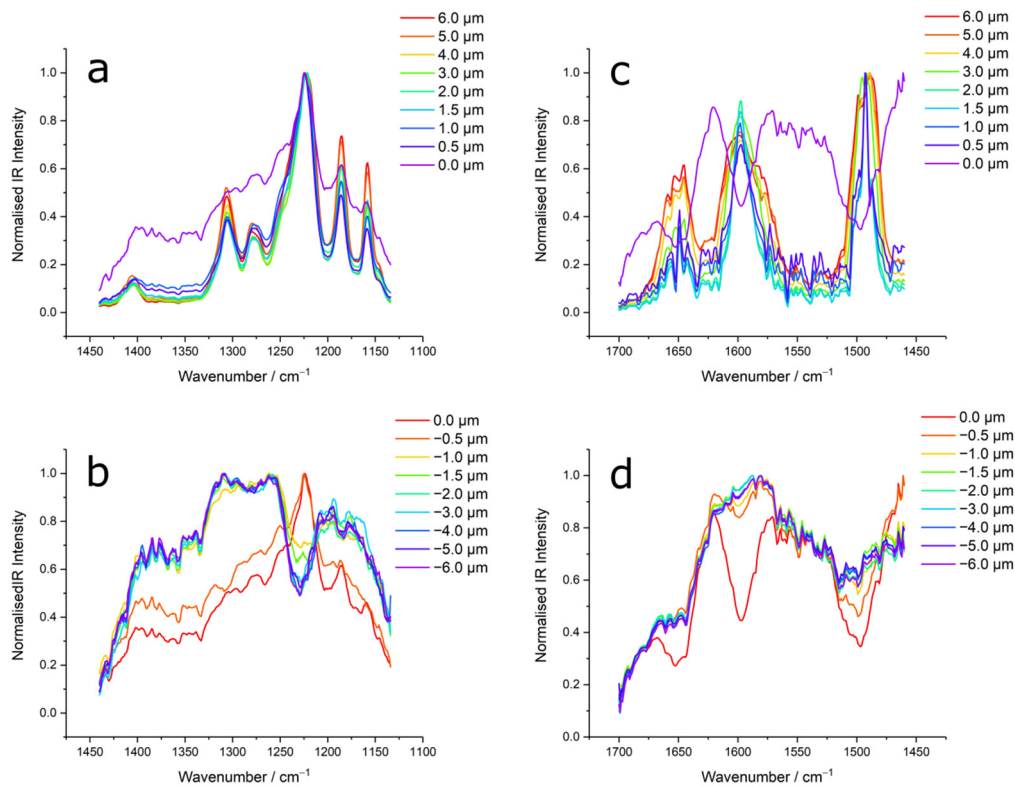 a
6.0 μm
5.0 μm
4.0 μm
3.0 μm
2.0 μm
1.5 μm
1.0 μm
0.5 μm
0.0 μm
Normalised IR Intensity
1.0
0.8
0.6
0.4
0.2
0.0
1450 1400 1350 1300 1250 1200 1150 1100
Wavenumber / cm⁻¹
c
6.0 μm
5.0 μm
4.0 μm
3.0 μm
2.0 μm
1.5 μm
1.0 μm
0.5 μm
0.0 μm
Normalised IR Intensity
1.0
0.8
0.6
0.4
0.2
0.0
1700 1650 1600 1550 1500 1450
Wavenumber / cm⁻¹
b
0.0 μm
−0.5 μm
−1.0 μm
−1.5 μm
−2.0 μm
−3.0 μm
−4.0 μm
−5.0 μm
−6.0 μm
NormalisedIR Intensity
1.0
0.8
0.6
0.4
0.2
0.0
1450 1400 1350 1300 1250 1200 1150 1100
Wavenumber / cm⁻¹
d
0.0 μm
−0.5 μm
−1.0 μm
−1.5 μm
−2.0 μm
−3.0 μm
−4.0 μm
−5.0 μm
−6.0 μm
Normalised IR Intensity
1.0
0.8
0.6
0.4
0.2
0.0
1700 1650 1600 1550 1500 1450
Wavenumber / cm⁻¹